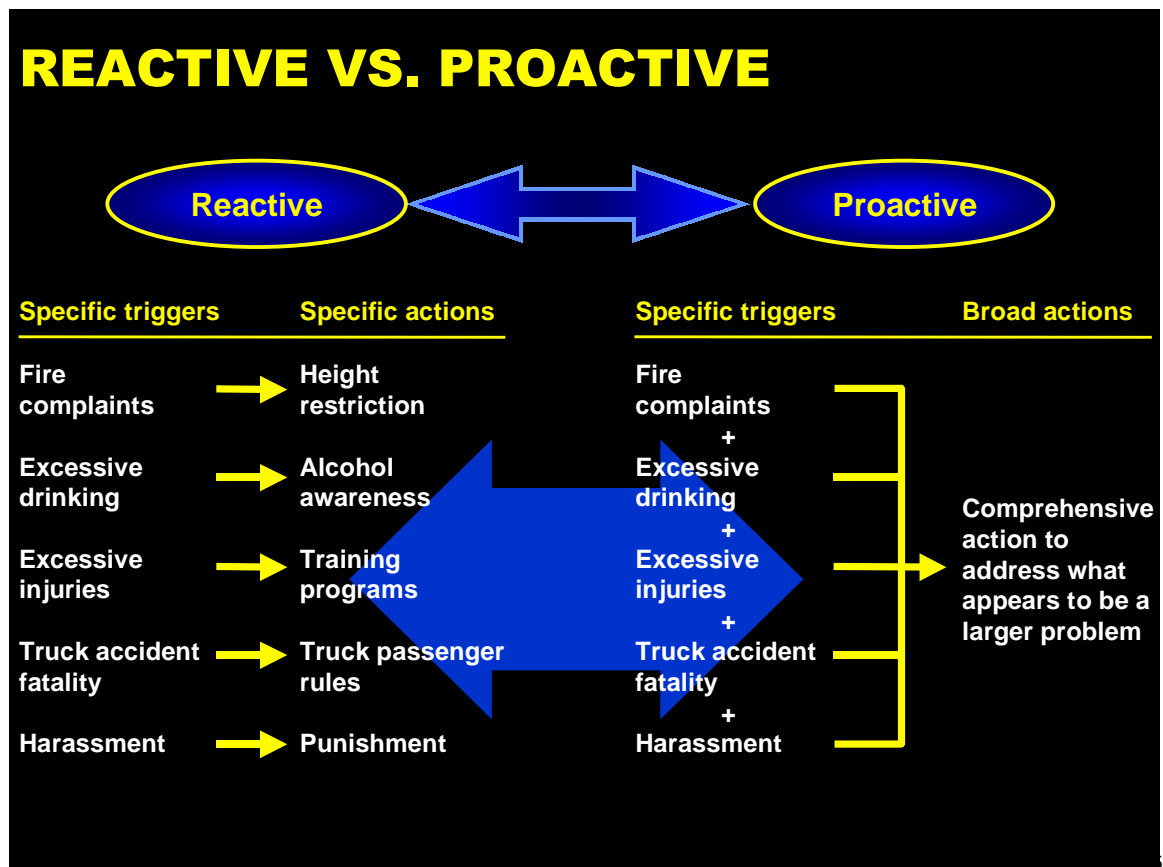 REACTIVE VS. PROACTIVE
Reactive
Proactive
Specific triggers
Specific actions
Fire
complaints
Height
restriction
Excessive
drinking
Alcohol
awareness
Excessive
injuries
Training
programs
Truck accident
fatality
Truck passenger
rules
Harassment
Punishment
Specific triggers
Broad actions
Fire
complaints
+
Excessive
drinking
+
Excessive
injuries
+
Truck accident
fatality
+
Harassment
Comprehensive
action to
address what
appears to be a
larger problem